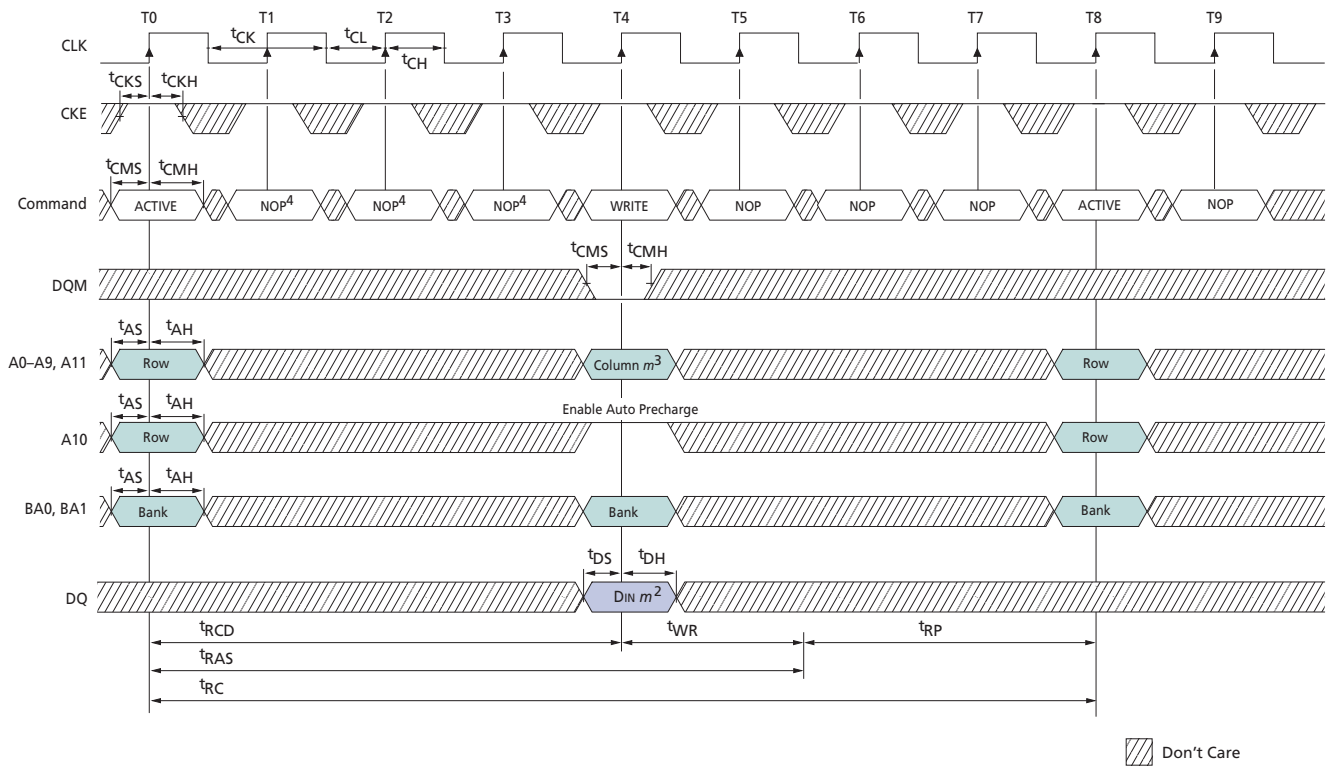 T0 T1 T2 T3 T4 T5 T6 T7 T8 T9
CLK
tCK tCL
tCH
tCKS tCKH
CKE
tCMS tCMH
Command ACTIVE NOP4 NOP4 NOP4 WRITE NOP NOP NOP ACTIVE NOP
tCMS tCMH
DQM
tAS tAH
A0–A9, A11 Row Column m3 Row
tAS tAH Enable Auto Precharge
A10 Row Row
tAS tAH
BA0, BA1 Bank Bank Bank
tDS tDH
DQ DIN m2
tRCD tWR tRP
tRAS
tRC
Don't Care